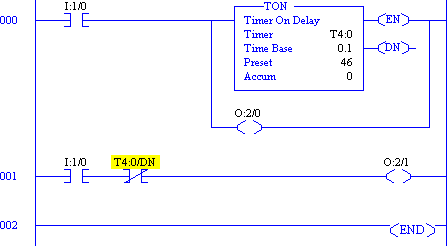 000
I:1/0
TON
Timer On Delay
Timer T4:0
Time Base 0.1
Preset 46
Accum 0
EN
DN
O:2/0
001
I:1/0
T4:0/DN
O:2/1
002
END